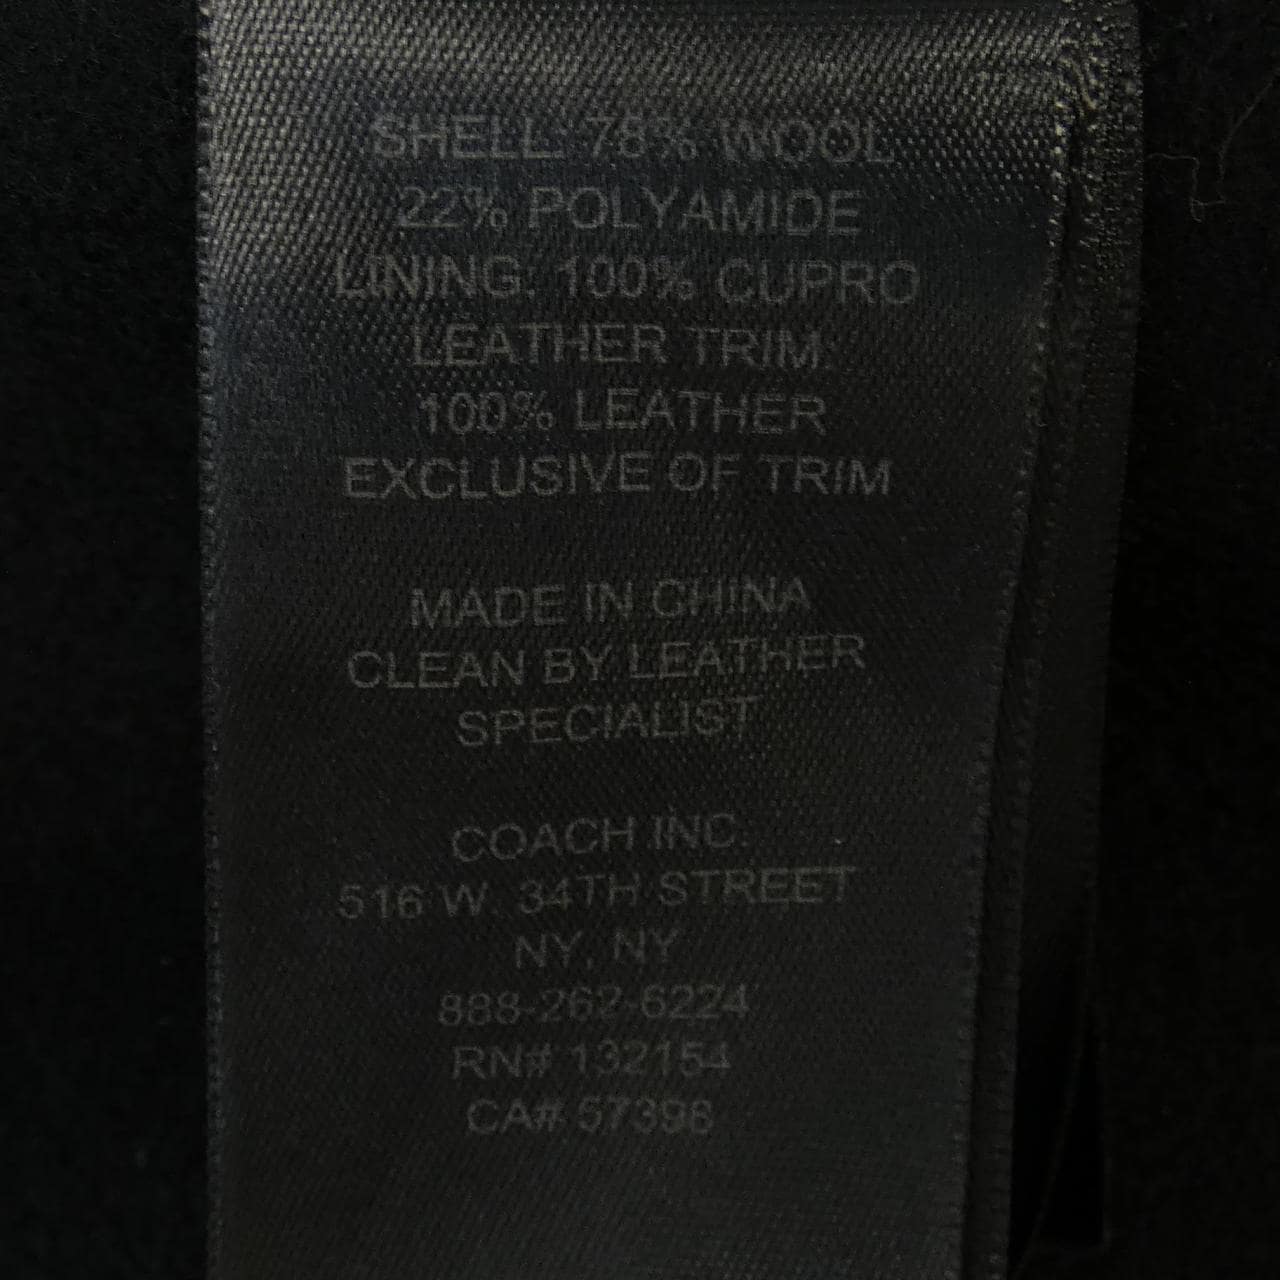 SHELL: 78% WOOL
22% POLYAMIDE
LINING: 100% CUPRO
LEATHER TRIM:
100% LEATHER
EXCLUSIVE OF TRIM
MADE IN CHINA
CLEAN BY LEATHER
SPECIALIST
COACH INC.
516 W. 34TH STREET
NY, NY
888-262-6224
RN# 132154
CA# 57398